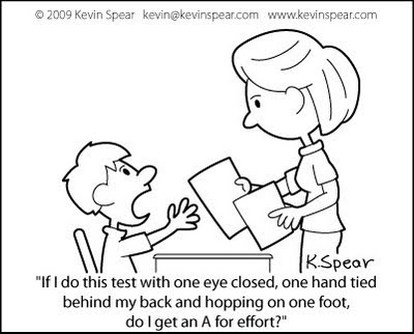 © 2009 Kevin Spear kevin@kevinspear.com www.kevinspear.com
K.Spear
"If I do this test with one eye closed, one hand tied
behind my back and hopping on one foot,
do I get an A for effort?"